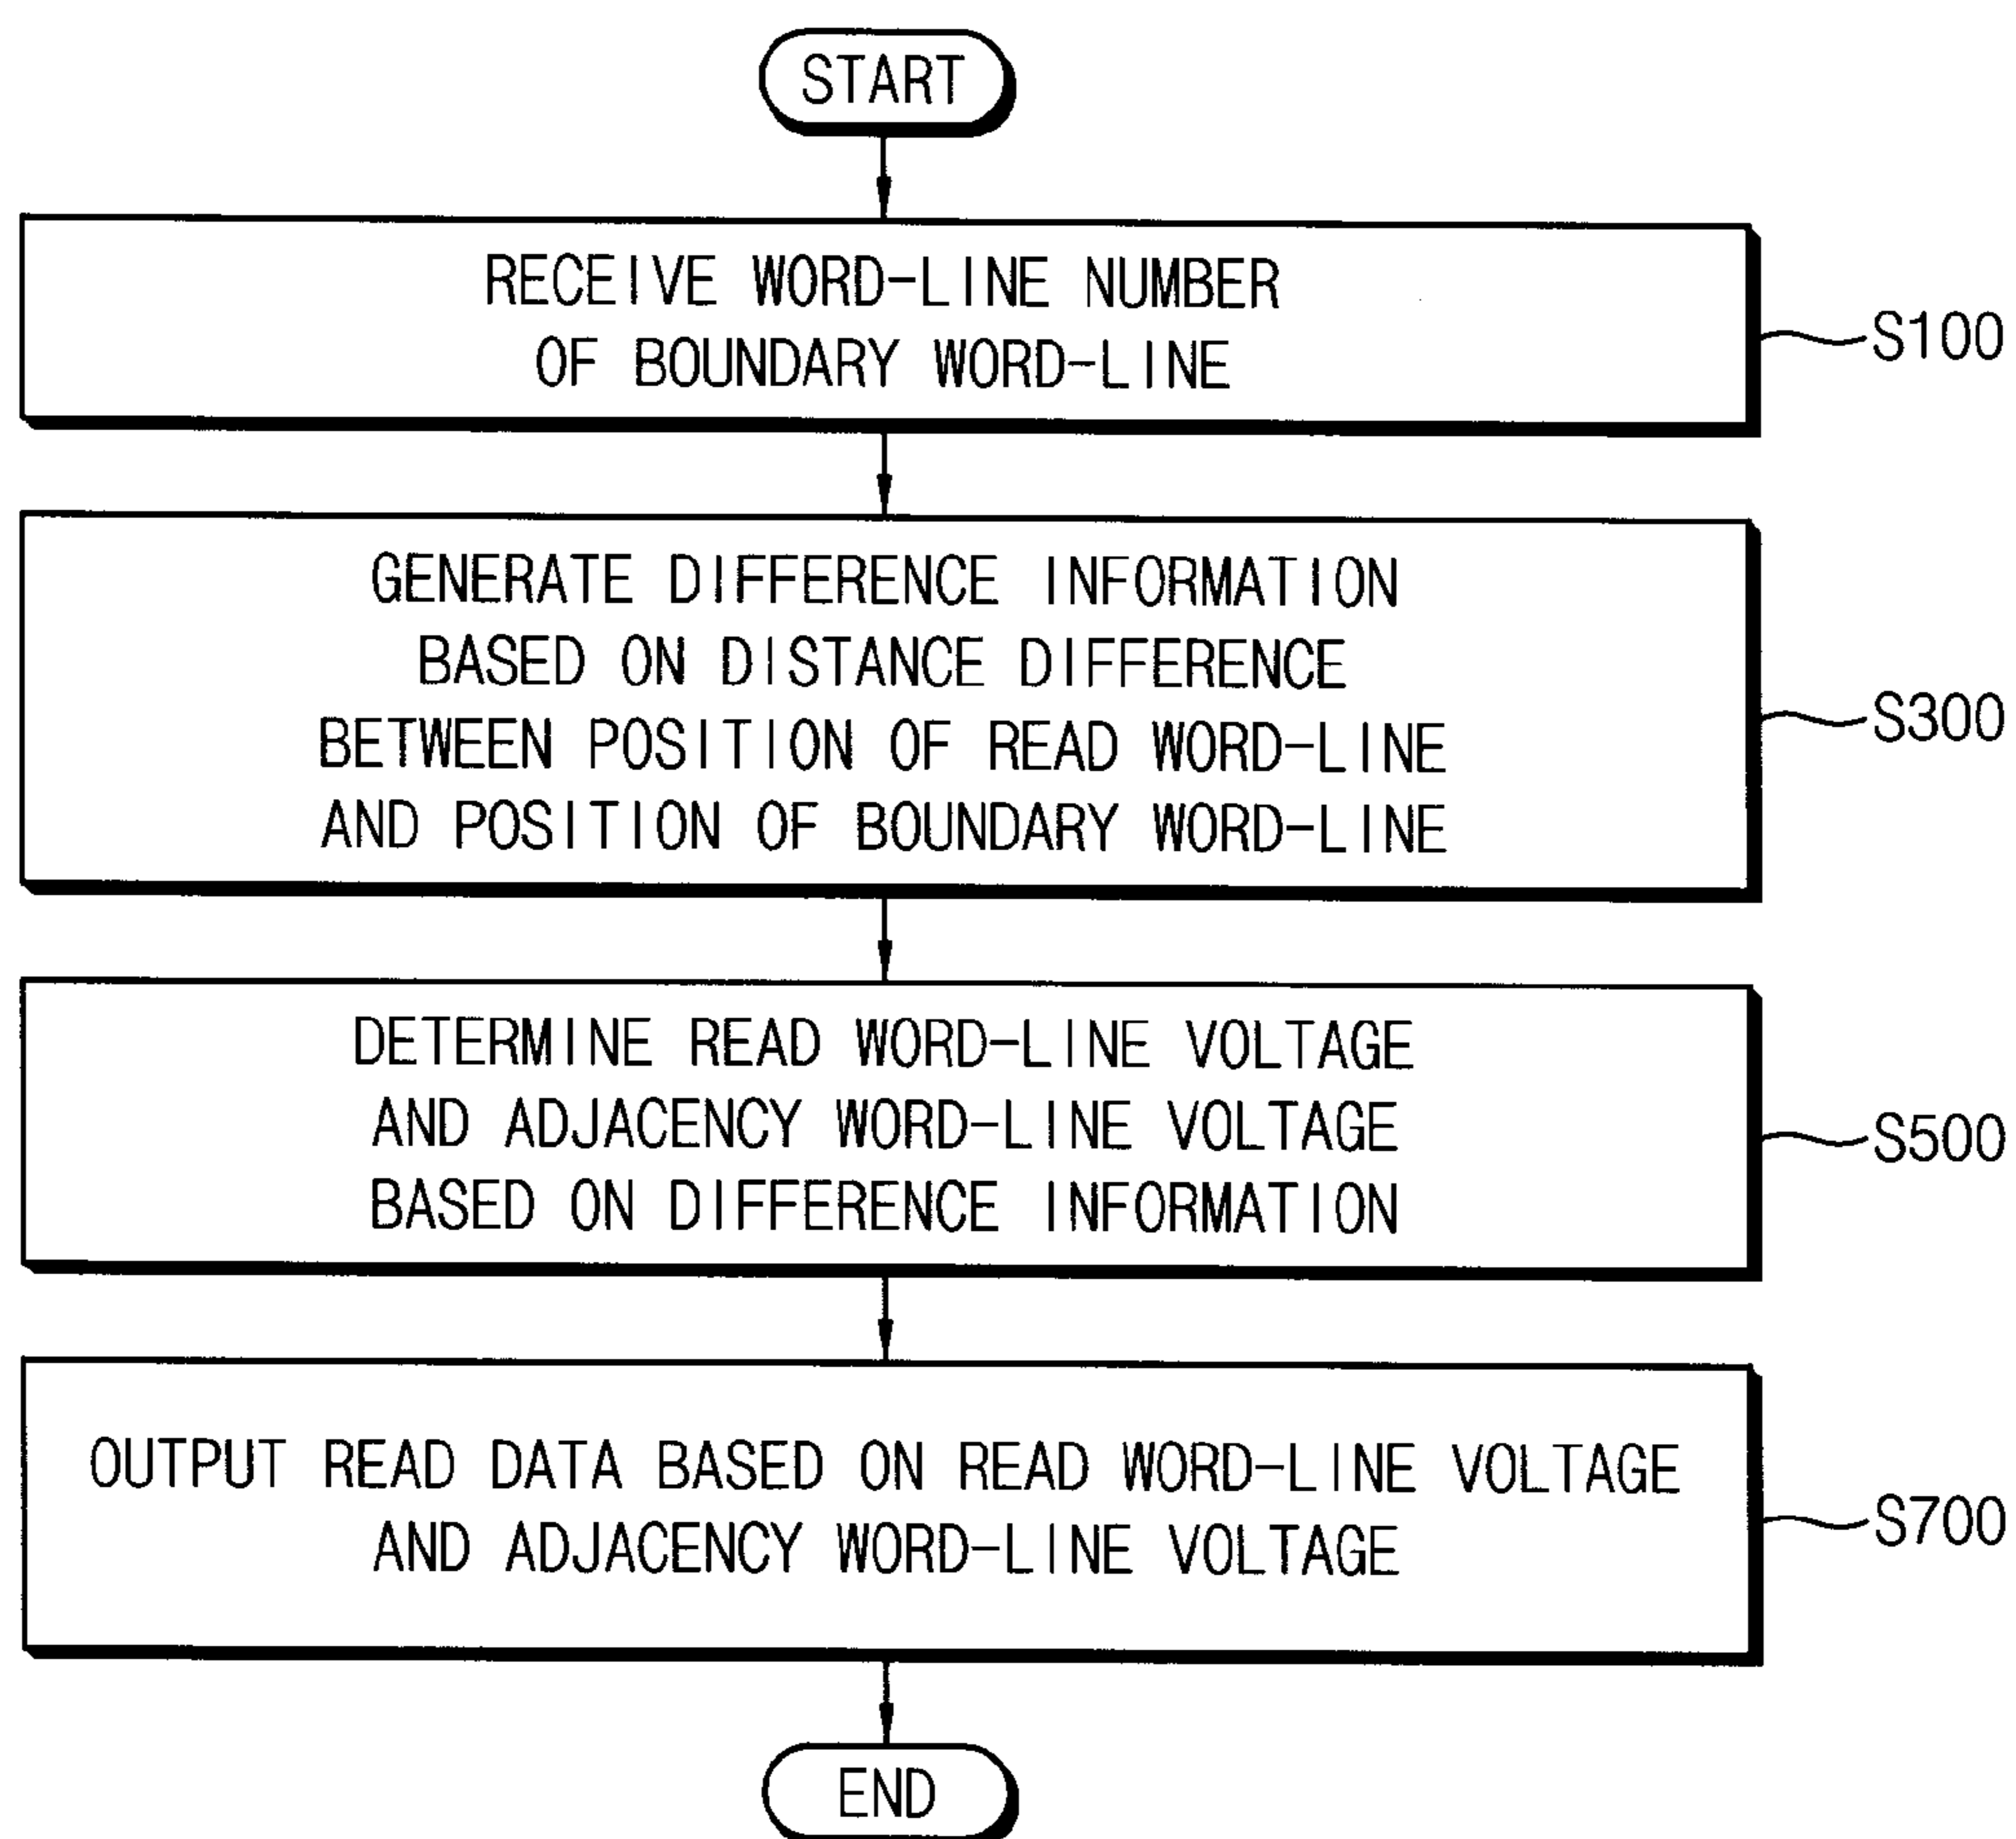 START
RECEIVE WORD-LINE NUMBER
OF BOUNDARY WORD-LINE
S100
GENERATE DIFFERENCE INFORMATION
BASED ON DISTANCE DIFFERENCE
BETWEEN POSITION OF READ WORD-LINE
AND POSITION OF BOUNDARY WORD-LINE
S300
DETERMINE READ WORD-LINE VOLTAGE
AND ADJACENCY WORD-LINE VOLTAGE
BASED ON DIFFERENCE INFORMATION
S500
OUTPUT READ DATA BASED ON READ WORD-LINE VOLTAGE
AND ADJACENCY WORD-LINE VOLTAGE
S700
END